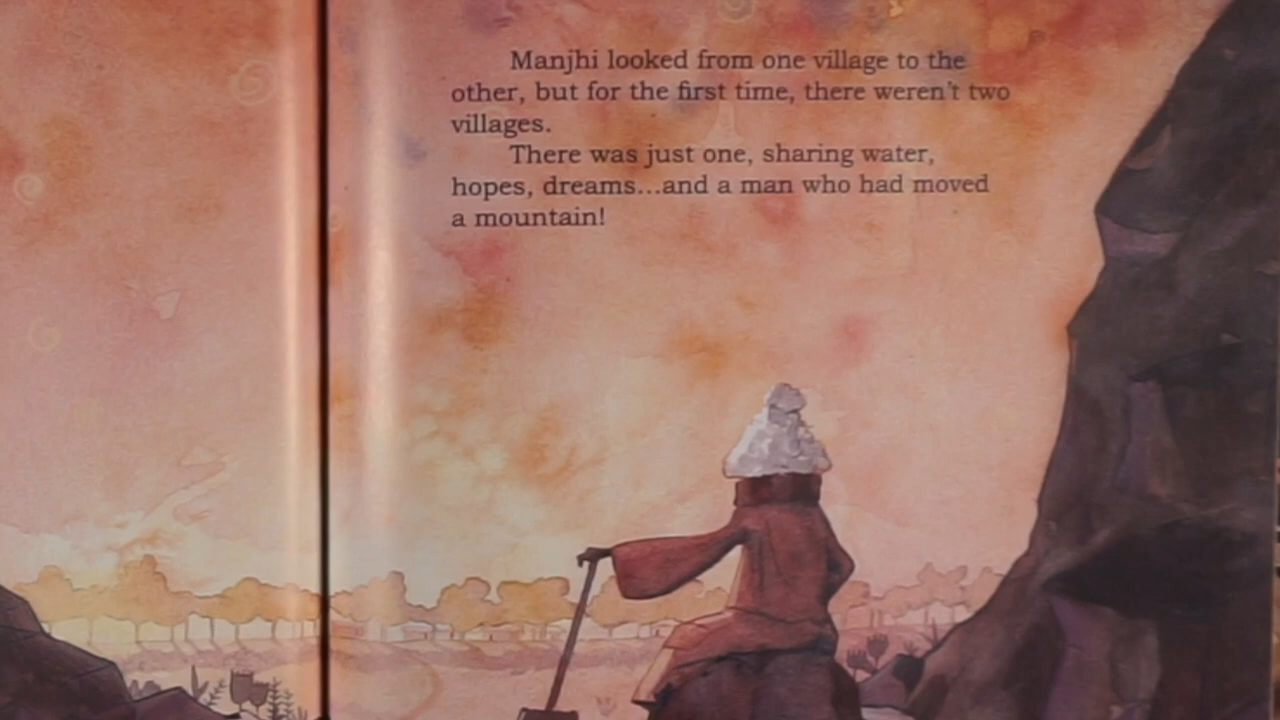 Manjhi looked from one village to the
other, but for the first time, there weren't two
villages.
There was just one, sharing water,
hopes, dreams...and a man who had moved
a mountain!